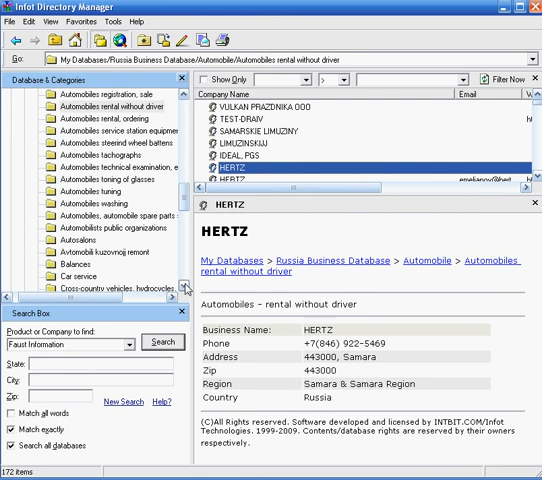 Infot Directory Manager
File Edit View Favorites Tools Help
Go: My Databases/Russia Business Database/Automobile/Automobiles rental without driver
Database & Categories
Automobiles registration, sale
Automobiles rental without driver
Automobiles rental, ordering
Automobiles service station equipmer
Automobiles steerind wheel battens
Automobiles tachographs
Automobiles technical examination, e
Automobiles toning of glasses
Automobiles tuning
Automobiles washing
Automobiles, automobile spare parts
Automobilists public organizations
Autosalons
Avtomobili kuzovnojj remont
Balances
Car service
Cross-country vehicles, hydrocycles,
Search Box
Product or Company to find:
Faust Information
Search
State:
City:
Zip:
New Search Help?
Match all words
Match exactly
Search all databases
172 items
Show Only > Filter Now
Company Name Email
VULKAN PRAZDNIKA OOO
TEST-DRAIV
SAMARSKIE LIMUZINY
LIMUZINSKIJJ
IDEAL, PGS
HERTZ
HERTZ emelianov@hert
HERTZ
HERTZ
My Databases > Russia Business Database > Automobile > Automobiles
rental without driver
Automobiles - rental without driver
Business Name: HERTZ
Phone +7(846) 922-5469
Address 443000, Samara
Zip 443000
Region Samara & Samara Region
Country Russia
(C)All Rights reserved. Software developed and licensed by INTBIT.COM/Infot
Technologies. 1999-2009. Contents/database rights are reserved by their owners
respectively.